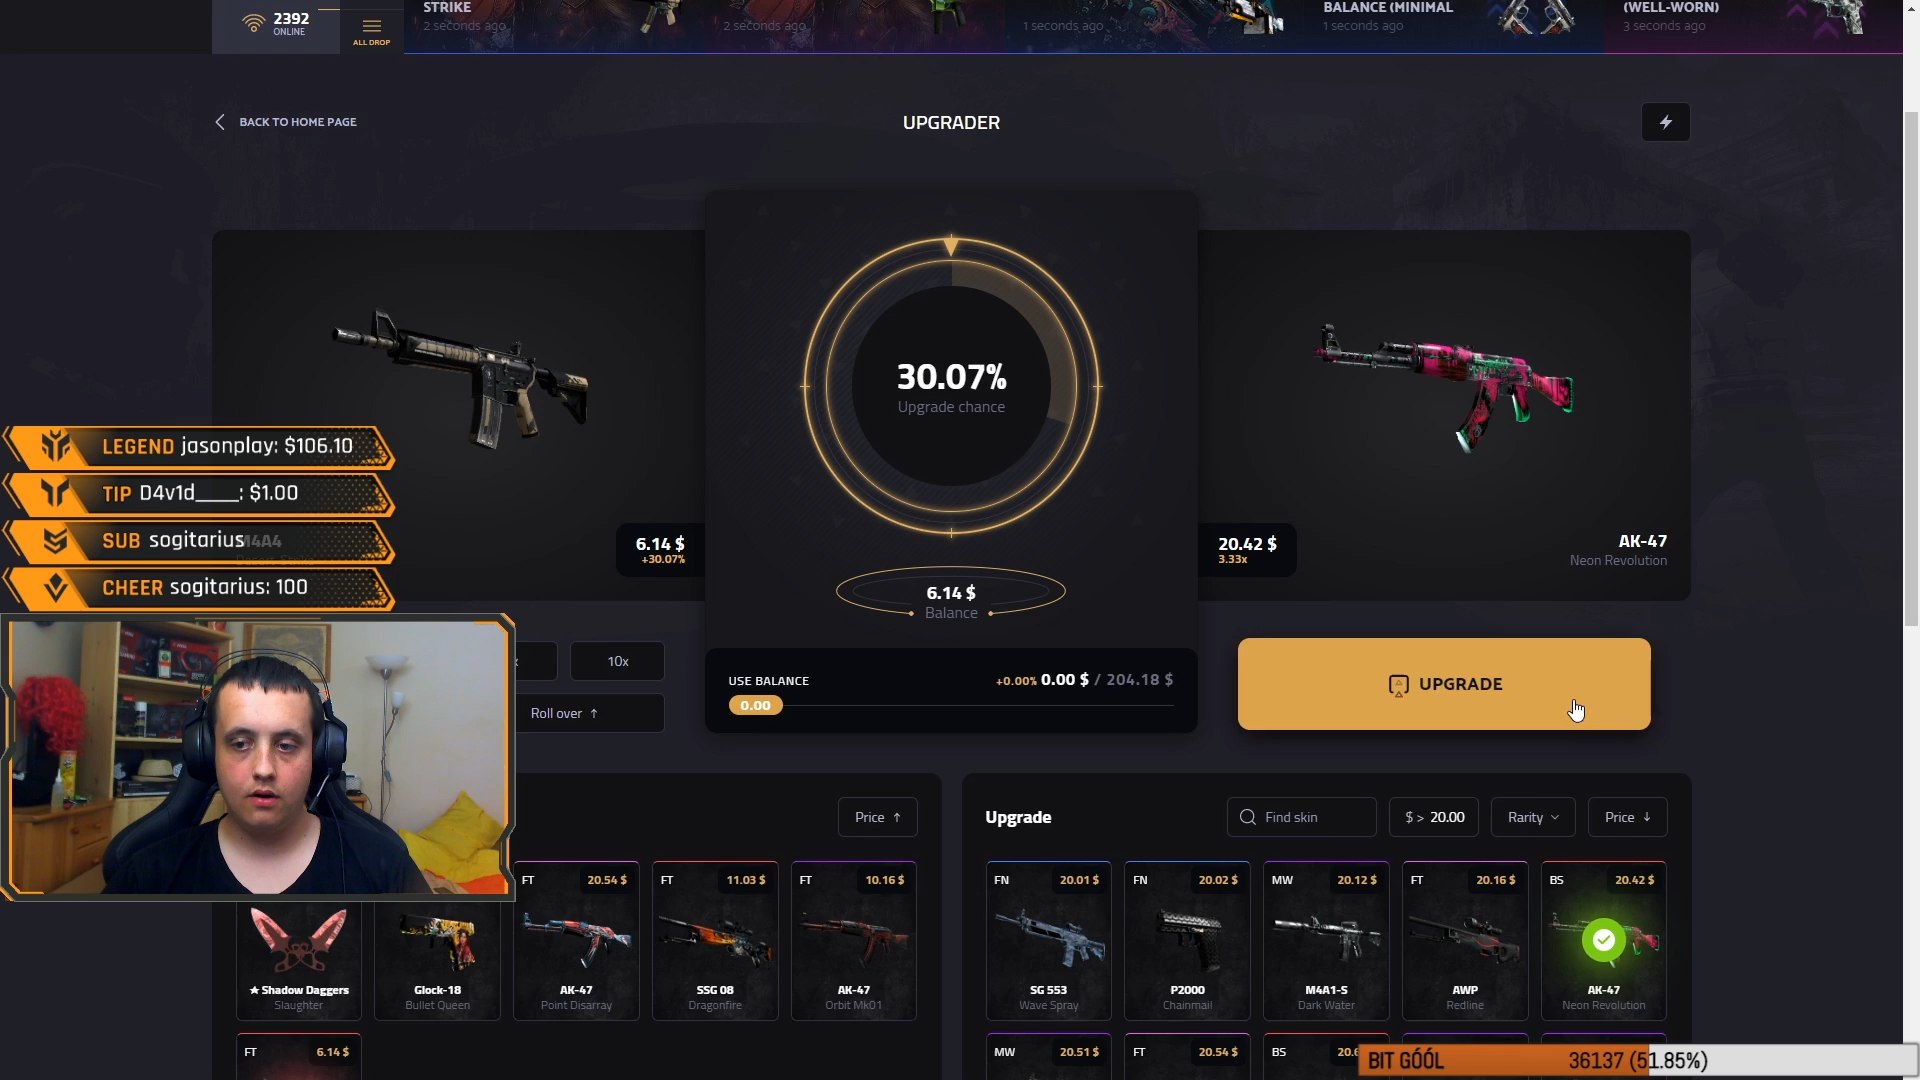 2392
ONLINE
ALL DROP
STRIKE
2 seconds ago
2 seconds ago
1 seconds ago
BALANCE (MINIMAL
1 seconds ago
(WELL-WORN)
3 seconds ago
BACK TO HOME PAGE
UPGRADER
30.07%
Upgrade chance
LEGEND jasonplay: $106.10
TIP D4v1d____: $1.00
SUB sogitarius
M4A4
CHEER sogitarius: 100
6.14 $
+30.07%
20.42 $
3.33x
AK-47
Neon Revolution
6.14 $
Balance
10x
Roll over
USE BALANCE
+0.00% 0.00 $ / 204.18 $
0.00
UPGRADE
Price
Upgrade
Find skin
$ > 20.00
Rarity
Price
★ Shadow Daggers
Slaughter
Glock-18
Bullet Queen
FT 20.54 $
AK-47
Point Disarray
FT 11.03 $
SSG 08
Dragonfire
FT 10.16 $
AK-47
Orbit Mk01
FN 20.01 $
SG 553
Wave Spray
FN 20.02 $
P2000
Chainmail
MW 20.12 $
M4A1-S
Dark Water
FT 20.16 $
AWP
Redline
BS 20.42 $
AK-47
Neon Revolution
FT 6.14 $
MW 20.51 $
FT 20.54 $
BS
BIT GÓÓL 36137 (51.85%)